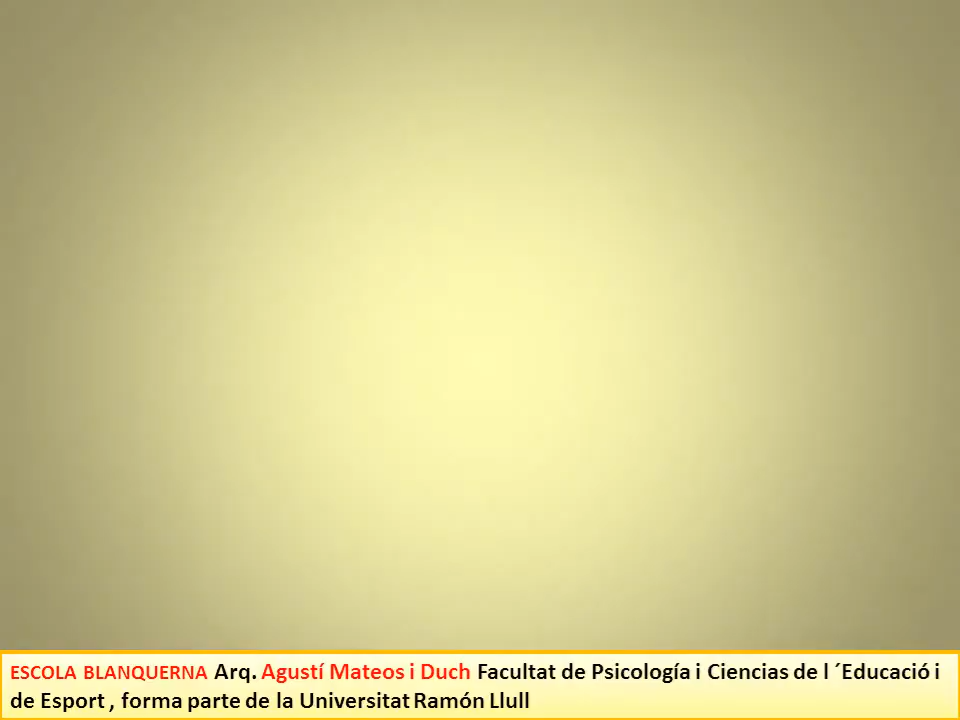 ESCOLA BLANQUERNA Arq. Agustí Mateos i Duch Facultat de Psicología i Ciencias de l ´Educació i
de Esport , forma parte de la Universitat Ramón Llull